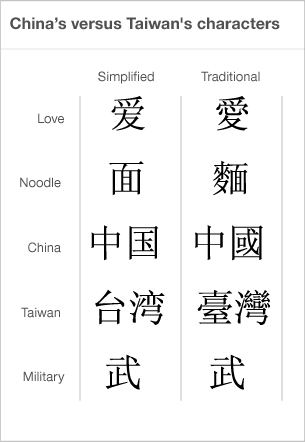 China's versus Taiwan's characters
Simplified Traditional
Love 爱 愛
Noodle 面 麵
China 中国 中國
Taiwan 台湾 臺灣
Military 武 武